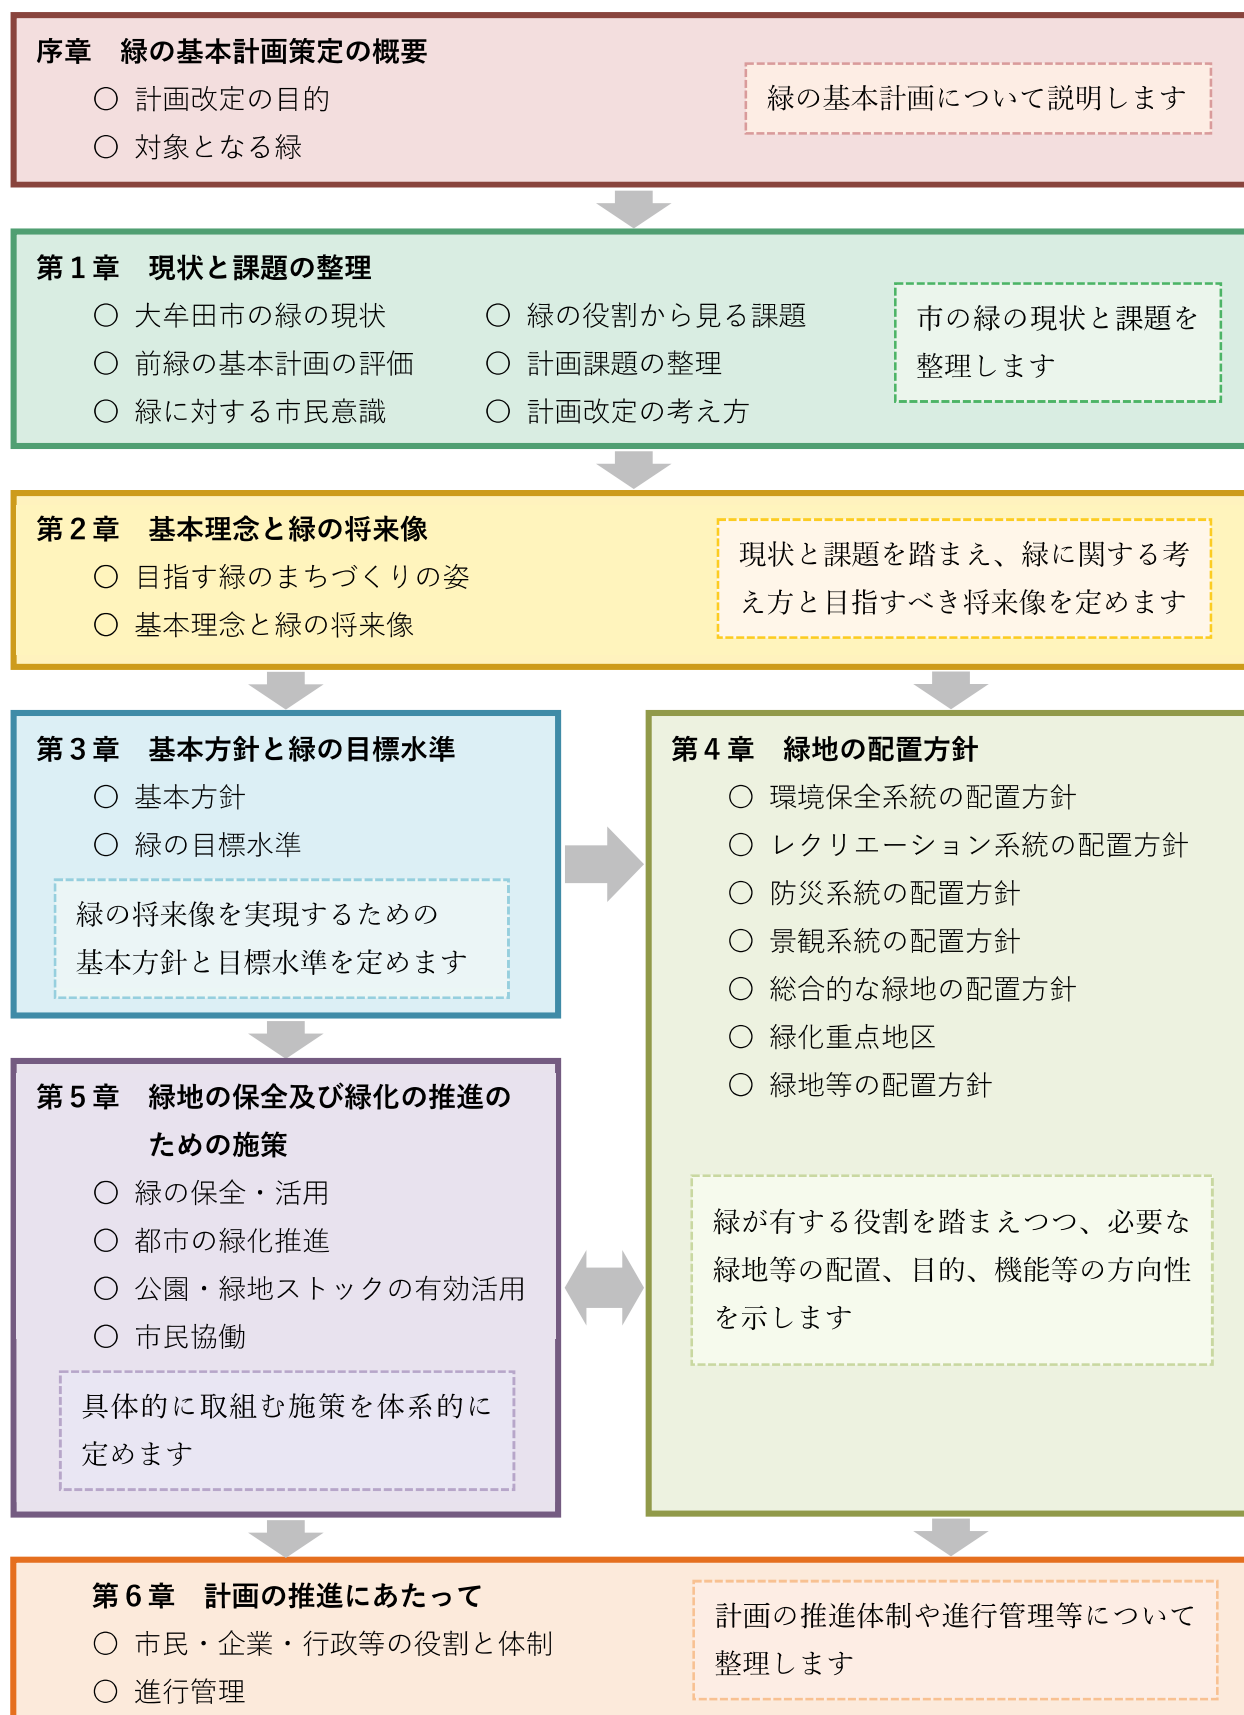 序章　緑の基本計画策定の概要
○ 計画改定の目的
○ 対象となる緑
緑の基本計画について説明します
第１章　現状と課題の整理
○ 大牟田市の緑の現状
○ 前緑の基本計画の評価
○ 緑に対する市民意識
○ 緑の役割から見る課題
○ 計画課題の整理
○ 計画改定の考え方
市の緑の現状と課題を
整理します
第２章　基本理念と緑の将来像
○ 目指す緑のまちづくりの姿
○ 基本理念と緑の将来像
現状と課題を踏まえ、緑に関する考
え方と目指すべき将来像を定めます
第３章　基本方針と緑の目標水準
○ 基本方針
○ 緑の目標水準
緑の将来像を実現するための
基本方針と目標水準を定めます
第４章　緑地の配置方針
○ 環境保全系統の配置方針
○ レクリエーション系統の配置方針
○ 防災系統の配置方針
○ 景観系統の配置方針
○ 総合的な緑地の配置方針
○ 緑化重点地区
○ 緑地等の配置方針
緑が有する役割を踏まえつつ、必要な
緑地等の配置、目的、機能等の方向性
を示します
第５章　緑地の保全及び緑化の推進の
ための施策
○ 緑の保全・活用
○ 都市の緑化推進
○ 公園・緑地ストックの有効活用
○ 市民協働
具体的に取組む施策を体系的に
定めます
第６章　計画の推進にあたって
○ 市民・企業・行政等の役割と体制
○ 進行管理
計画の推進体制や進行管理等について
整理します